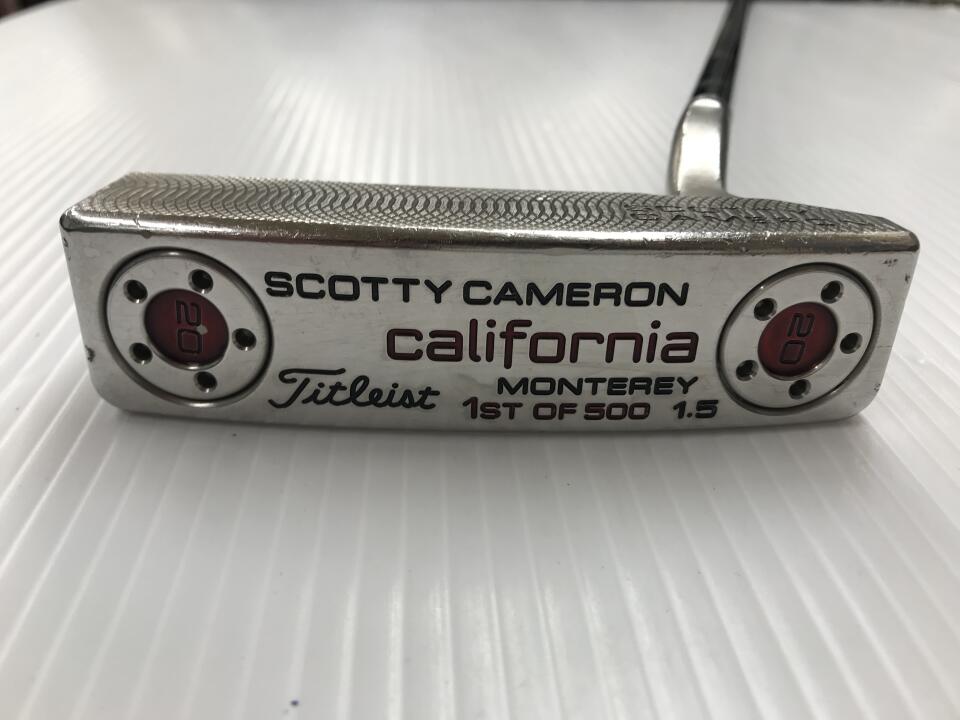 SCOTTY CAMERON
california
Titleist MONTEREY
1ST OF 500 1.5
20
20